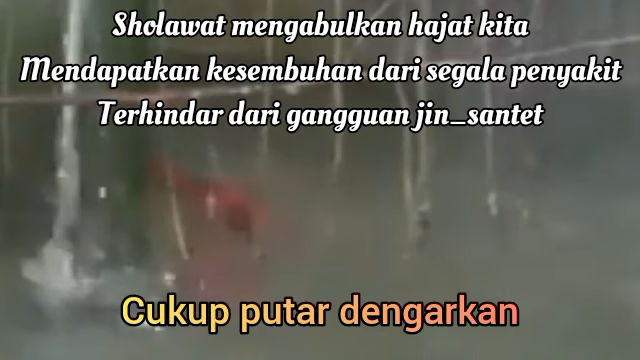 Sholawat mengabulkan hajat kita
Mendapatkan kesembuhan dari segala penyakit
Terhindar dari gangguan jin_santet
Cukup putar dengarkan